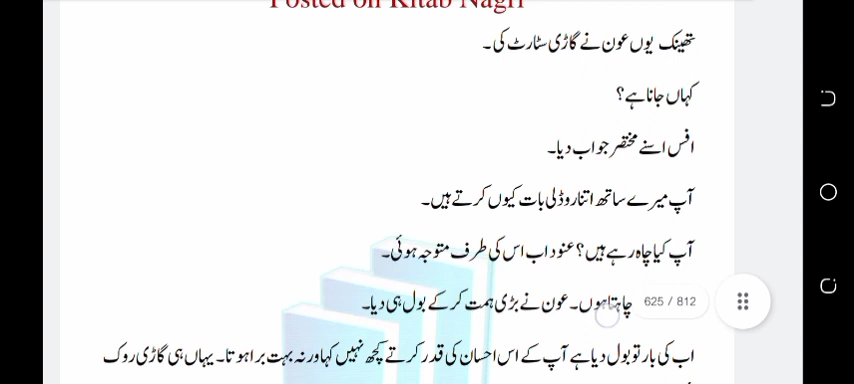 Posted on Kitab Nagri
تھینک یوں عون نے گاڑی سٹارٹ کی۔
کہاں جانا ہے؟
افس اسنے مختصر جواب دیا۔
آپ میرے ساتھ اتنا روڈلی بات کیوں کرتے ہیں۔
آپ کیا چاہ رہے ہیں؟ عنود اب اس کی طرف متوجہ ہوئی۔
چاہتا ہوں۔ عون نے بڑی ہمت کر کے بول ہی دیا۔
625 / 812
اب کی بار تو بول دیا ہے آپ کے اس احسان کی قدر کرتے کچھ نہیں کہا ورنہ بہت برا ہوتا۔ یہاں ہی گاڑی روک